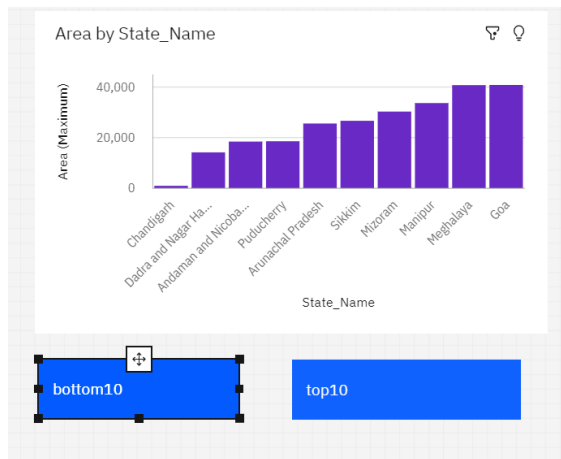 Area by State_Name
Area (Maximum)
40,000
20,000
0
Chandigarh
Dadra and Nagar Ha...
Andaman and Nicoba...
Puducherry
Arunachal Pradesh
Sikkim
Mizoram
Manipur
Meghalaya
Goa
State_Name
bottom10
top10